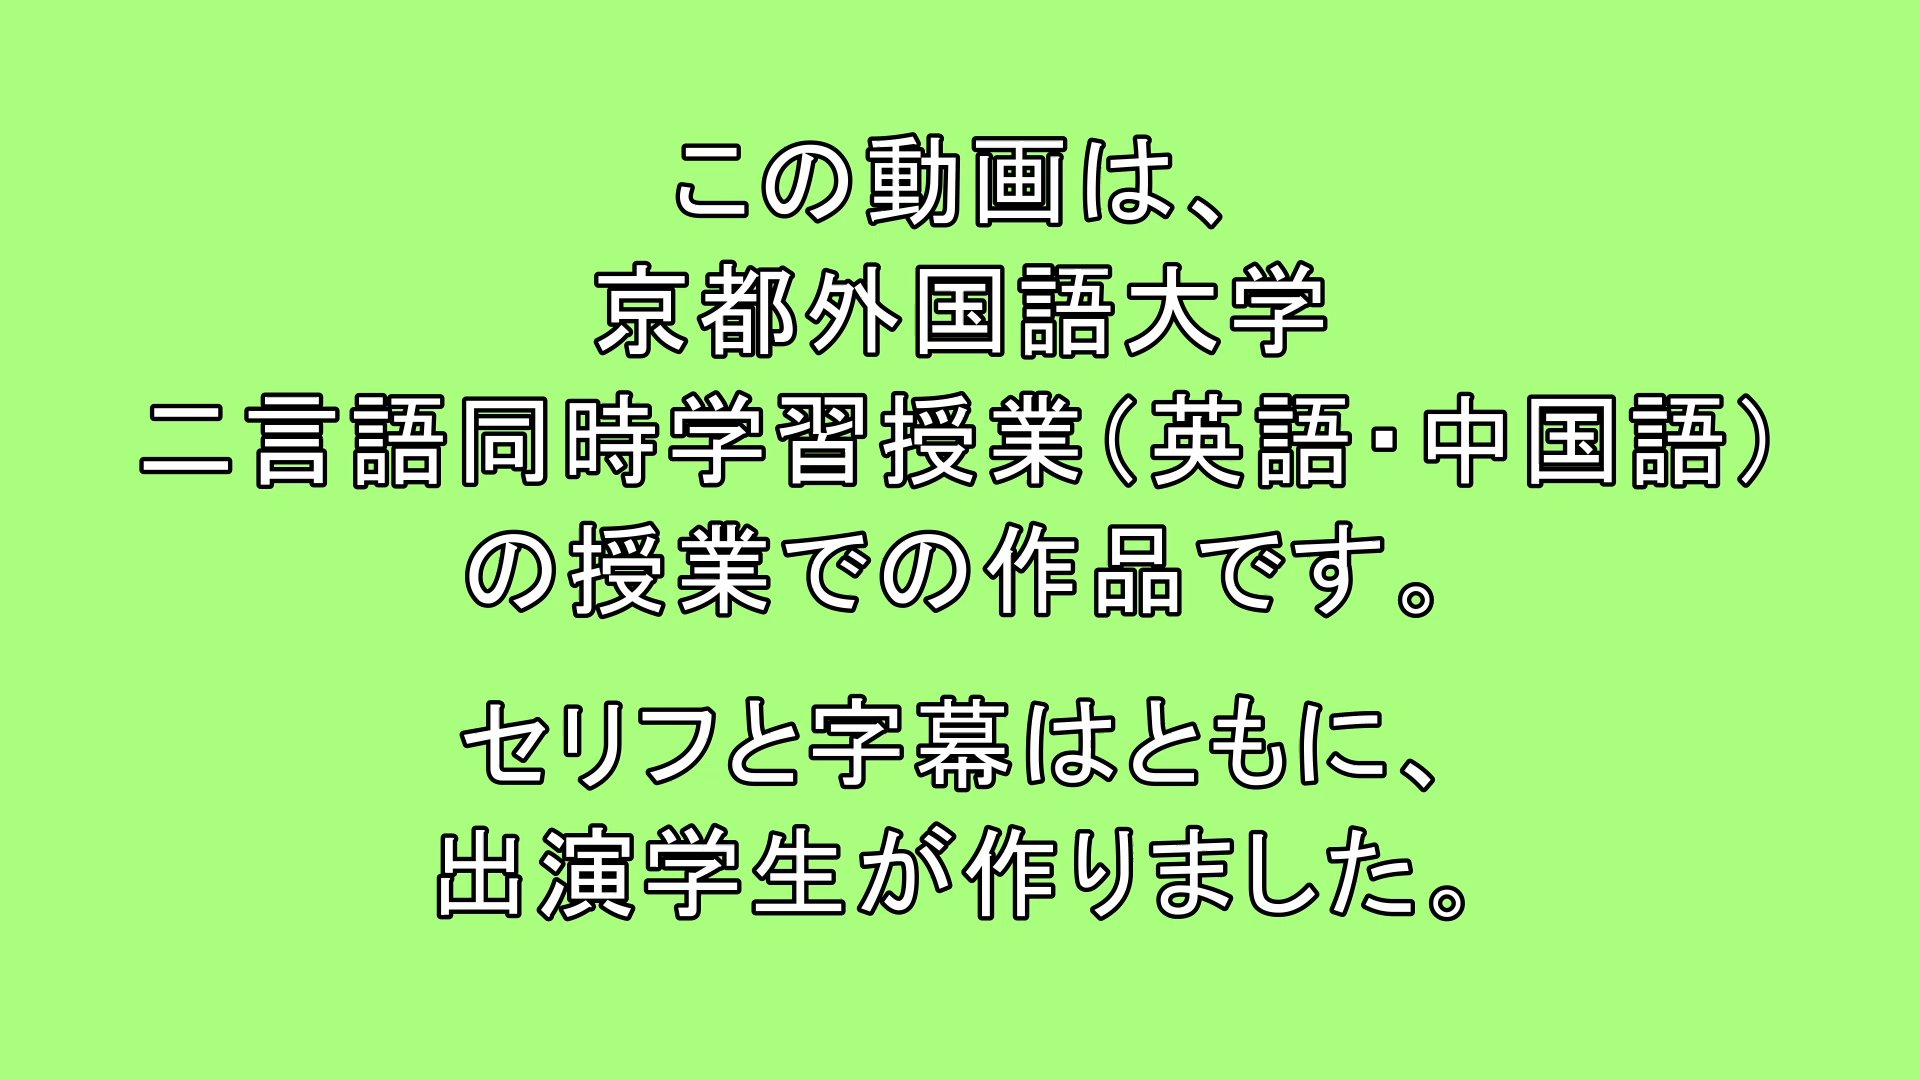 この動画は、
京都外国語大学
二言語同時学習授業(英語・中国語)
の授業での作品です。
セリフと字幕はともに、
出演学生が作りました。